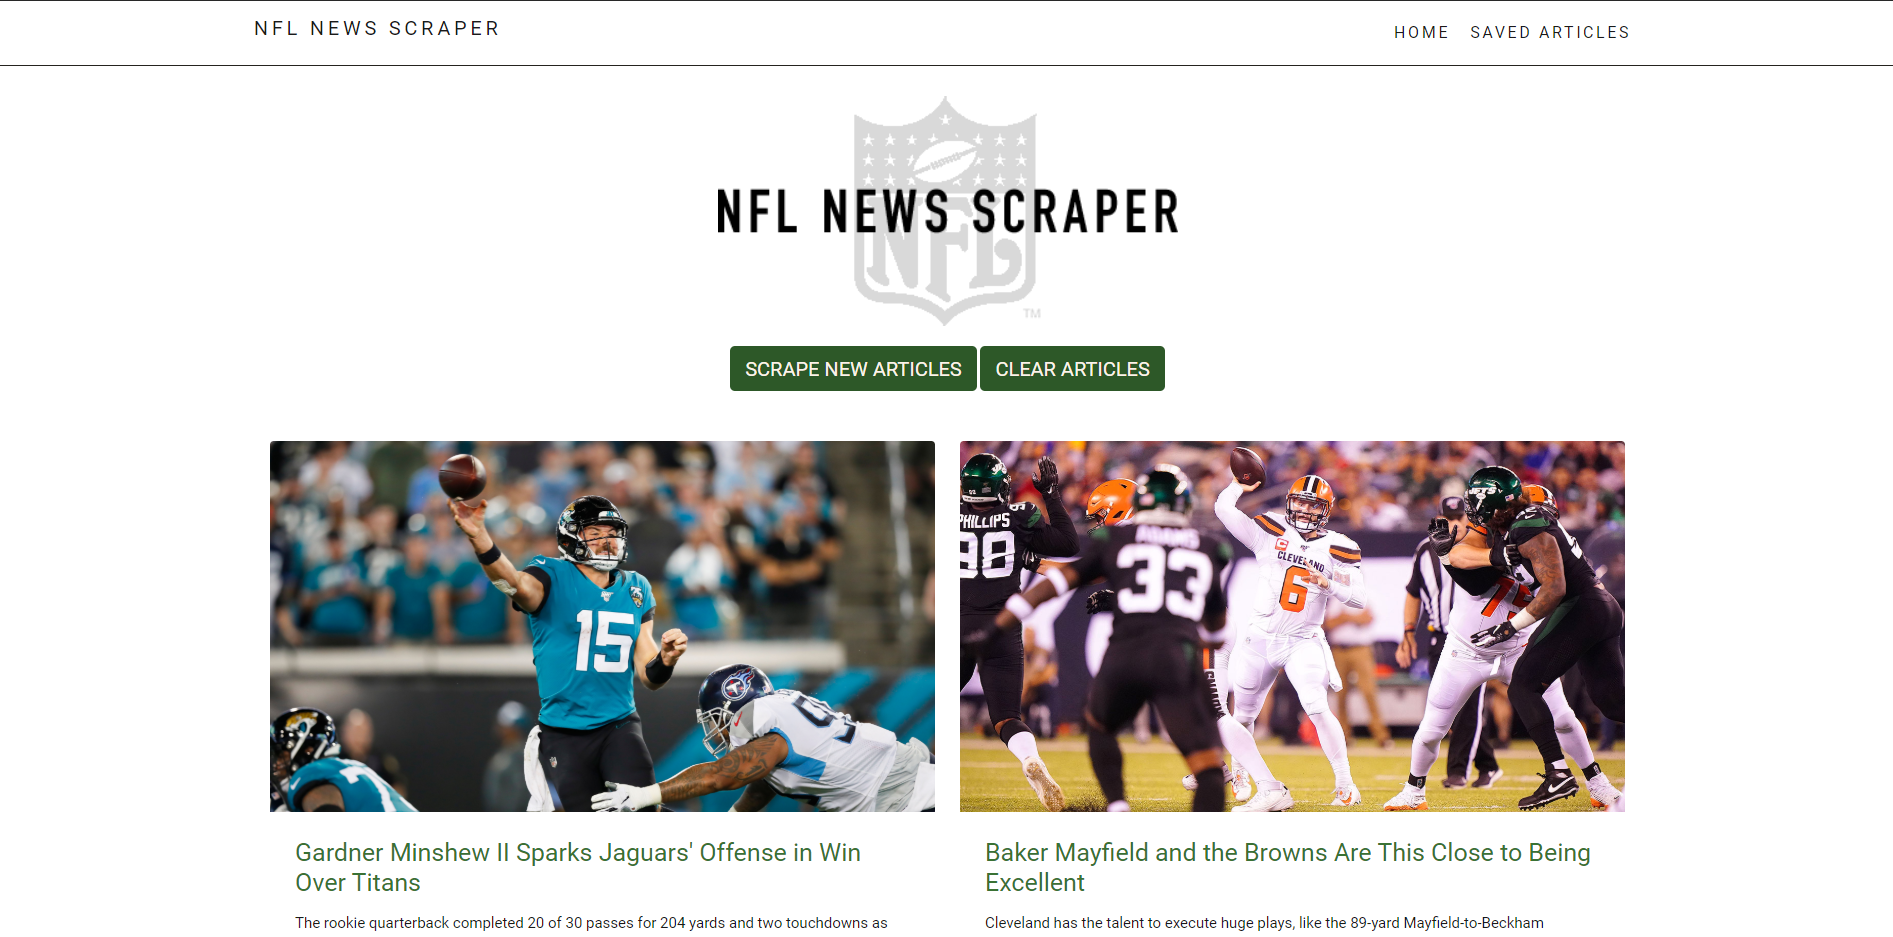 NFL NEWS SCRAPER
HOME SAVED ARTICLES
NFL NEWS SCRAPER
NFL
TM
SCRAPE NEW ARTICLES
CLEAR ARTICLES
15
PHILLIPS
98
ADAMS
33
CLEVELAND
6
JETS
Gardner Minshew II Sparks Jaguars' Offense in Win
Over Titans
The rookie quarterback completed 20 of 30 passes for 204 yards and two touchdowns as
Baker Mayfield and the Browns Are This Close to Being
Excellent
Cleveland has the talent to execute huge plays, like the 89-yard Mayfield-to-Beckham